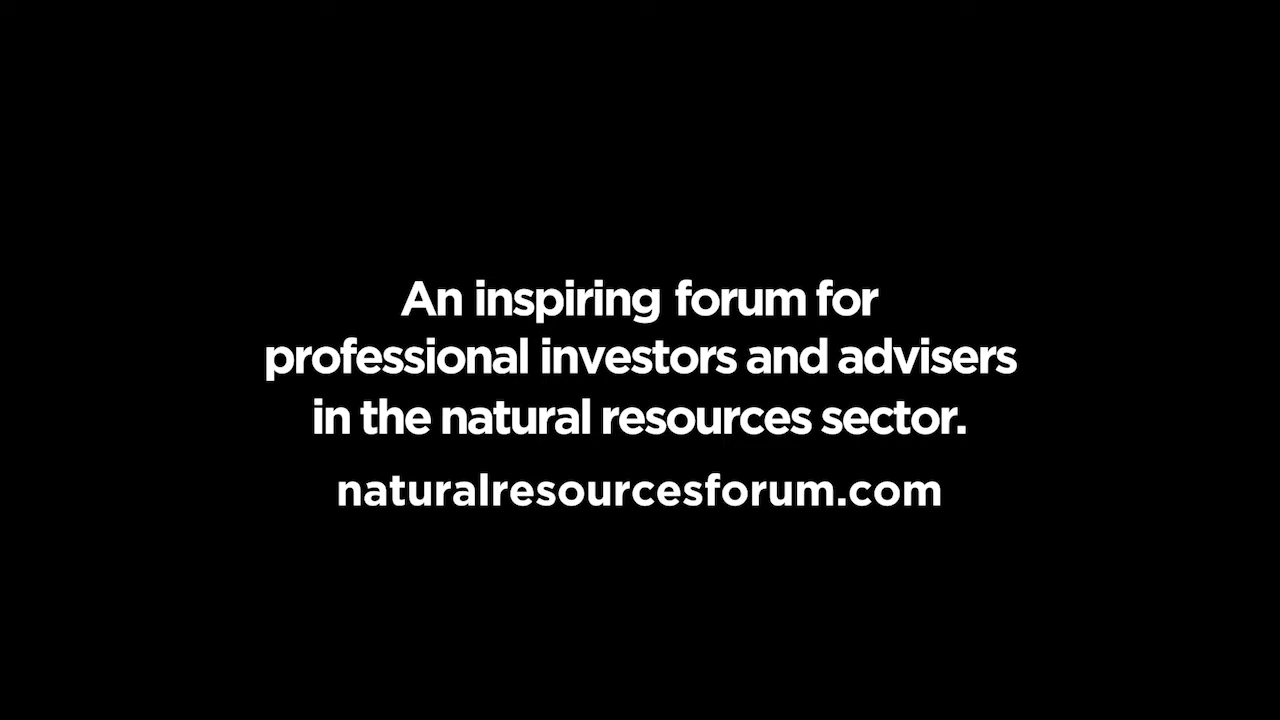 An inspiring forum for
professional investors and advisers
in the natural resources sector.
naturalresourcesforum.com